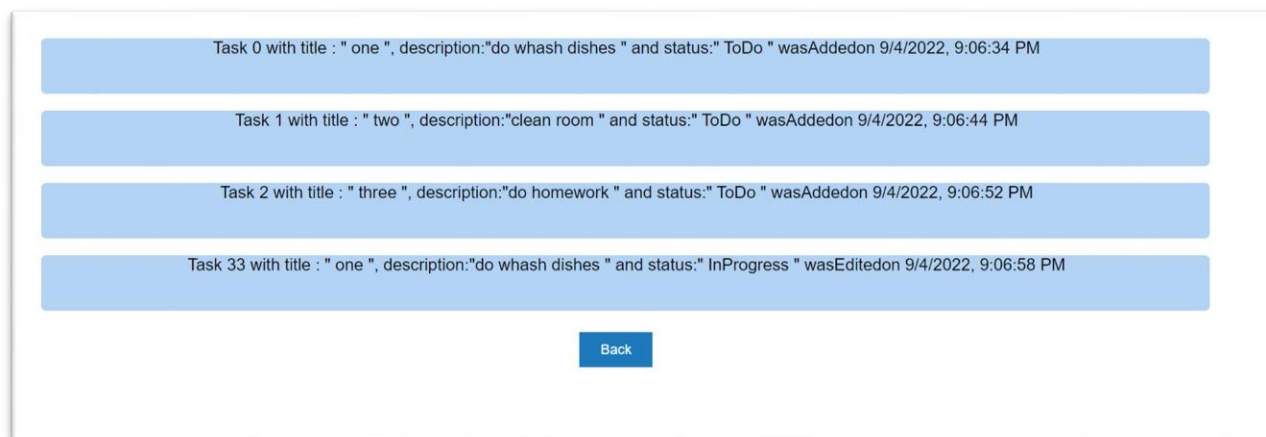 Task 0 with title : " one ", description:"do whash dishes " and status:" ToDo " wasAddedon 9/4/2022, 9:06:34 PM
Task 1 with title : " two ", description:"clean room " and status:" ToDo " wasAddedon 9/4/2022, 9:06:44 PM
Task 2 with title : " three ", description:"do homework " and status:" ToDo " wasAddedon 9/4/2022, 9:06:52 PM
Task 33 with title : " one ", description:"do whash dishes " and status:" InProgress " wasEditedon 9/4/2022, 9:06:58 PM
Back